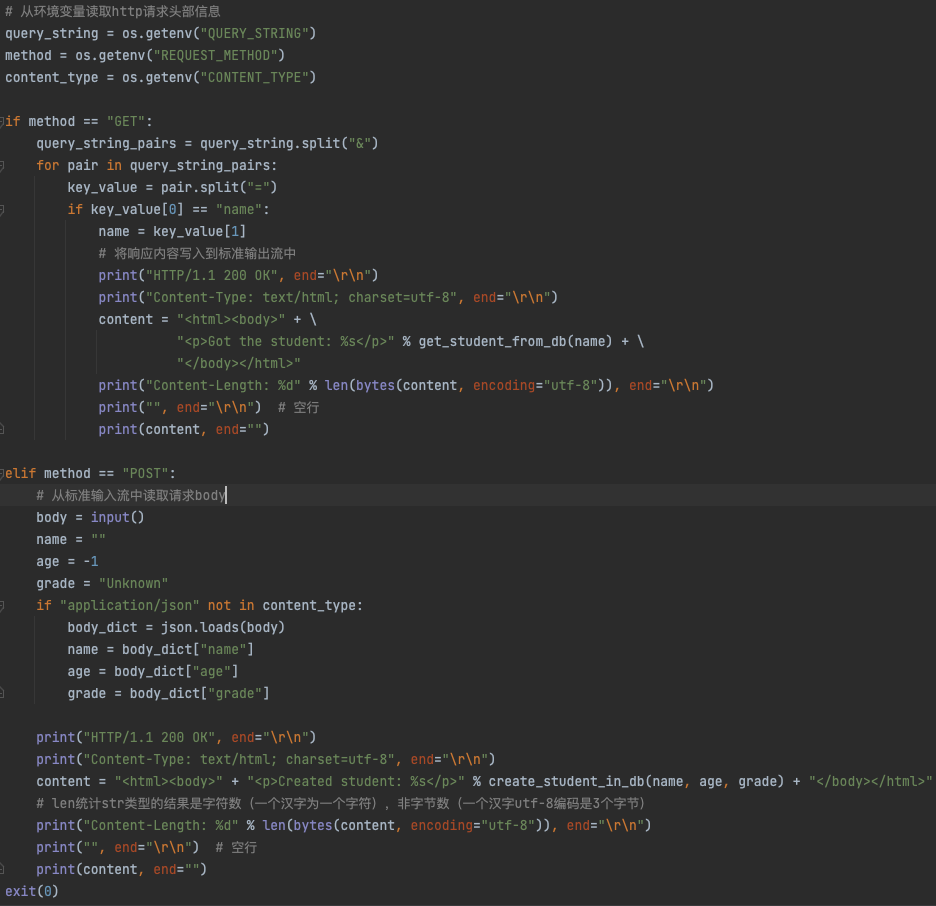 # 从环境变量读取http请求头部信息
query_string = os.getenv("QUERY_STRING")
method = os.getenv("REQUEST_METHOD")
content_type = os.getenv("CONTENT_TYPE")

if method == "GET":
    query_string_pairs = query_string.split("&")
    for pair in query_string_pairs:
        key_value = pair.split("=")
        if key_value[0] == "name":
            name = key_value[1]
            # 将响应内容写入到标准输出流中
            print("HTTP/1.1 200 OK", end="\r\n")
            print("Content-Type: text/html; charset=utf-8", end="\r\n")
            content = "<html><body>" + \
                      "<p>Got the student: %s</p>" % get_student_from_db(name) + \
                      "</body></html>"
            print("Content-Length: %d" % len(bytes(content, encoding="utf-8")), end="\r\n")
            print("", end="\r\n")  # 空行
            print(content, end="")

elif method == "POST":
    # 从标准输入流中读取请求body
    body = input()
    name = ""
    age = -1
    grade = "Unknown"
    if "application/json" not in content_type:
        body_dict = json.loads(body)
        name = body_dict["name"]
        age = body_dict["age"]
        grade = body_dict["grade"]

    print("HTTP/1.1 200 OK", end="\r\n")
    print("Content-Type: text/html; charset=utf-8", end="\r\n")
    content = "<html><body>" + "<p>Created student: %s</p>" % create_student_in_db(name, age, grade) + "</body></html>"
    # len统计str类型的结果是字符数（一个汉字为一个字符），非字节数（一个汉字utf-8编码是3个字节）
    print("Content-Length: %d" % len(bytes(content, encoding="utf-8")), end="\r\n")
    print("", end="\r\n")  # 空行
    print(content, end="")
exit(0)